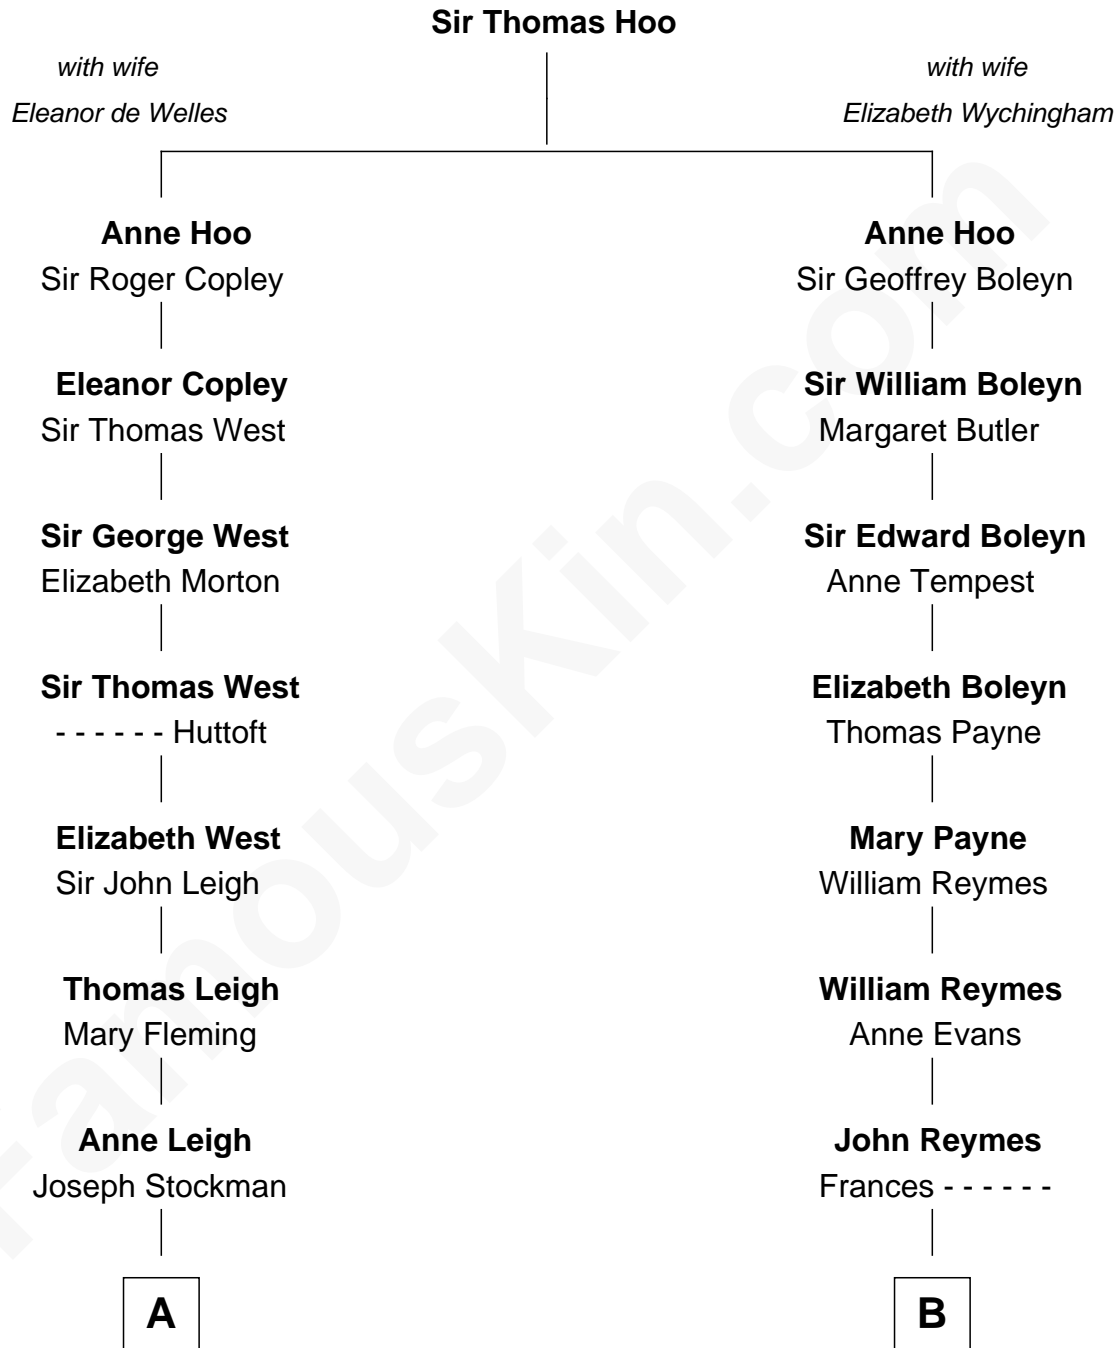 Sir Thomas Hoo
with wife
Eleanor de Welles
with wife
Elizabeth Wychingham
Anne Hoo
Sir Roger Copley
Anne Hoo
Sir Geoffrey Boleyn
Eleanor Copley
Sir Thomas West
Sir William Boleyn
Margaret Butler
Sir George West
Elizabeth Morton
Sir Edward Boleyn
Anne Tempest
Sir Thomas West
- - - - - - Huttoft
Elizabeth Boleyn
Thomas Payne
Elizabeth West
Sir John Leigh
Mary Payne
William Reymes
Thomas Leigh
Mary Fleming
William Reymes
Anne Evans
Anne Leigh
Joseph Stockman
John Reymes
Frances - - - - - -
A
B
FamousKin.com